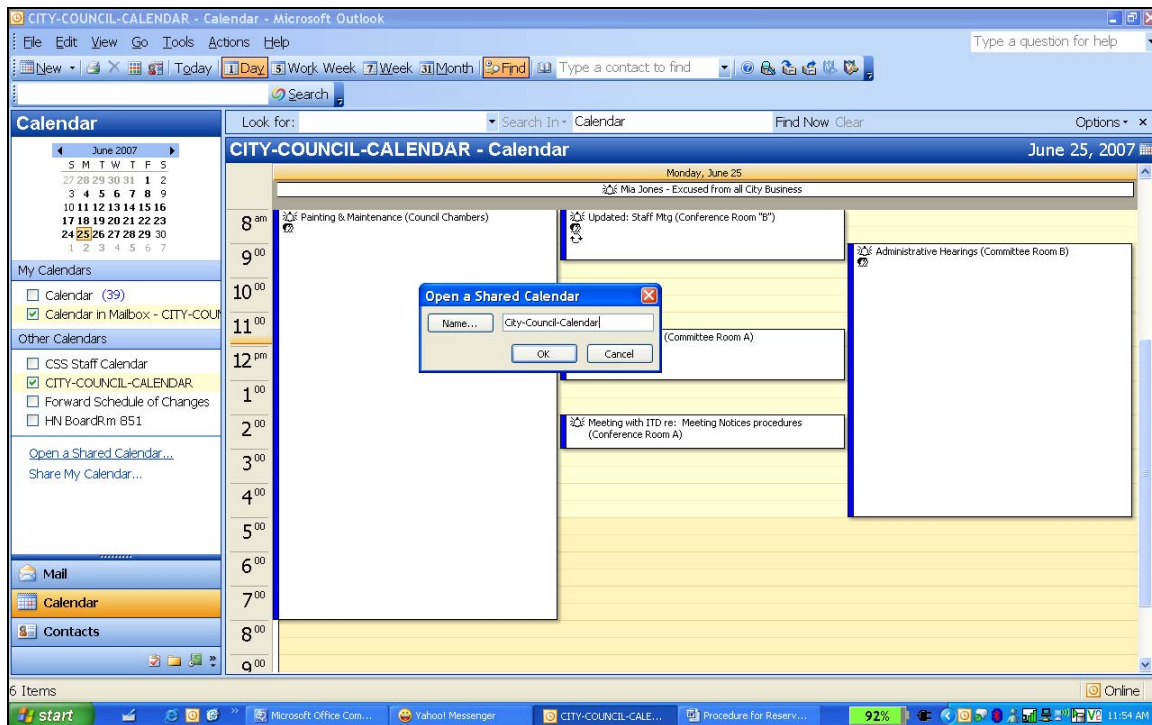 CITY-COUNCIL-CALENDAR - Calendar - Microsoft Outlook
File Edit View Go Tools Actions Help
Type a question for help
New Today 1 Day 5 Work Week 7 Week 31 Month Find Type a contact to find
Search
Calendar
Look for: Search In Calendar Find Now Clear Options
June 2007
S M T W T F S
27 28 29 30 31 1 2
3 4 5 6 7 8 9
10 11 12 13 14 15 16
17 18 19 20 21 22 23
24 25 26 27 28 29 30
1 2 3 4 5 6 7
My Calendars
Calendar (39)
Calendar in Mailbox - CITY-COU
Other Calendars
CSS Staff Calendar
CITY-COUNCIL-CALENDAR
Forward Schedule of Changes
HN BoardRm 851
Open a Shared Calendar...
Share My Calendar...
Mail
Calendar
Contacts
CITY-COUNCIL-CALENDAR - Calendar
June 25, 2007
Monday, June 25
Mia Jones - Excused from all City Business
8 am
9 00
10 00
11 00
12 pm
1 00
2 00
3 00
4 00
5 00
6 00
7 00
8 00
9 00
Painting & Maintenance (Council Chambers)
Updated: Staff Mtg (Conference Room "B")
Administrative Hearings (Committee Room B)
Open a Shared Calendar
Name... City-Council-Calendar
OK Cancel
(Committee Room A)
Meeting with ITD re: Meeting Notices procedures
(Conference Room A)
6 Items
Online
start
Microsoft Office Com...
Yahoo! Messenger
CITY-COUNCIL-CALE...
Procedure for Reserv...
92%
11:54 AM